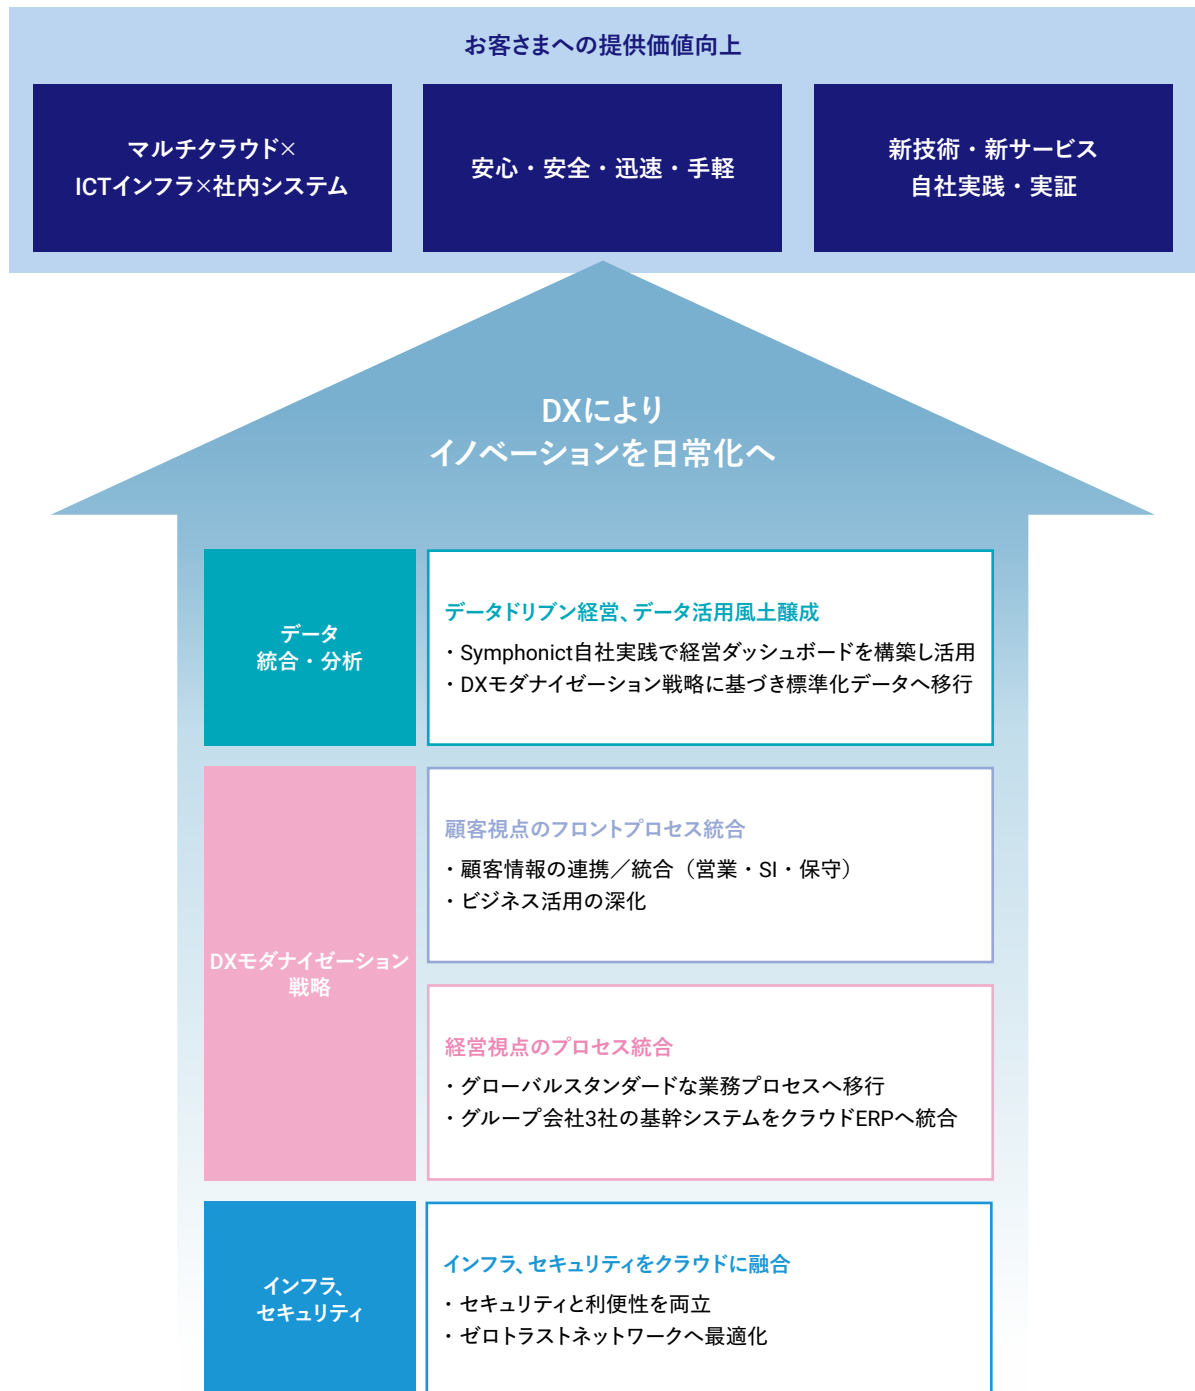 お客さまへの提供価値向上
マルチクラウド×
ICTインフラ×社内システム
安心・安全・迅速・手軽
新技術・新サービス
自社実践・実証
DXにより
イノベーションを日常化へ
データ
統合・分析
データドリブン経営、データ活用風土醸成
・Symphonict自社実践で経営ダッシュボードを構築し活用
・DXモダナイゼーション戦略に基づき標準化データへ移行
DXモダナイゼーション
戦略
顧客視点のフロントプロセス統合
・顧客情報の連携／統合（営業・SI・保守）
・ビジネス活用の深化
経営視点のプロセス統合
・グローバルスタンダードな業務プロセスへ移行
・グループ会社3社の基幹システムをクラウドERPへ統合
インフラ、
セキュリティ
インフラ、セキュリティをクラウドに融合
・セキュリティと利便性を両立
・ゼロトラストネットワークへ最適化